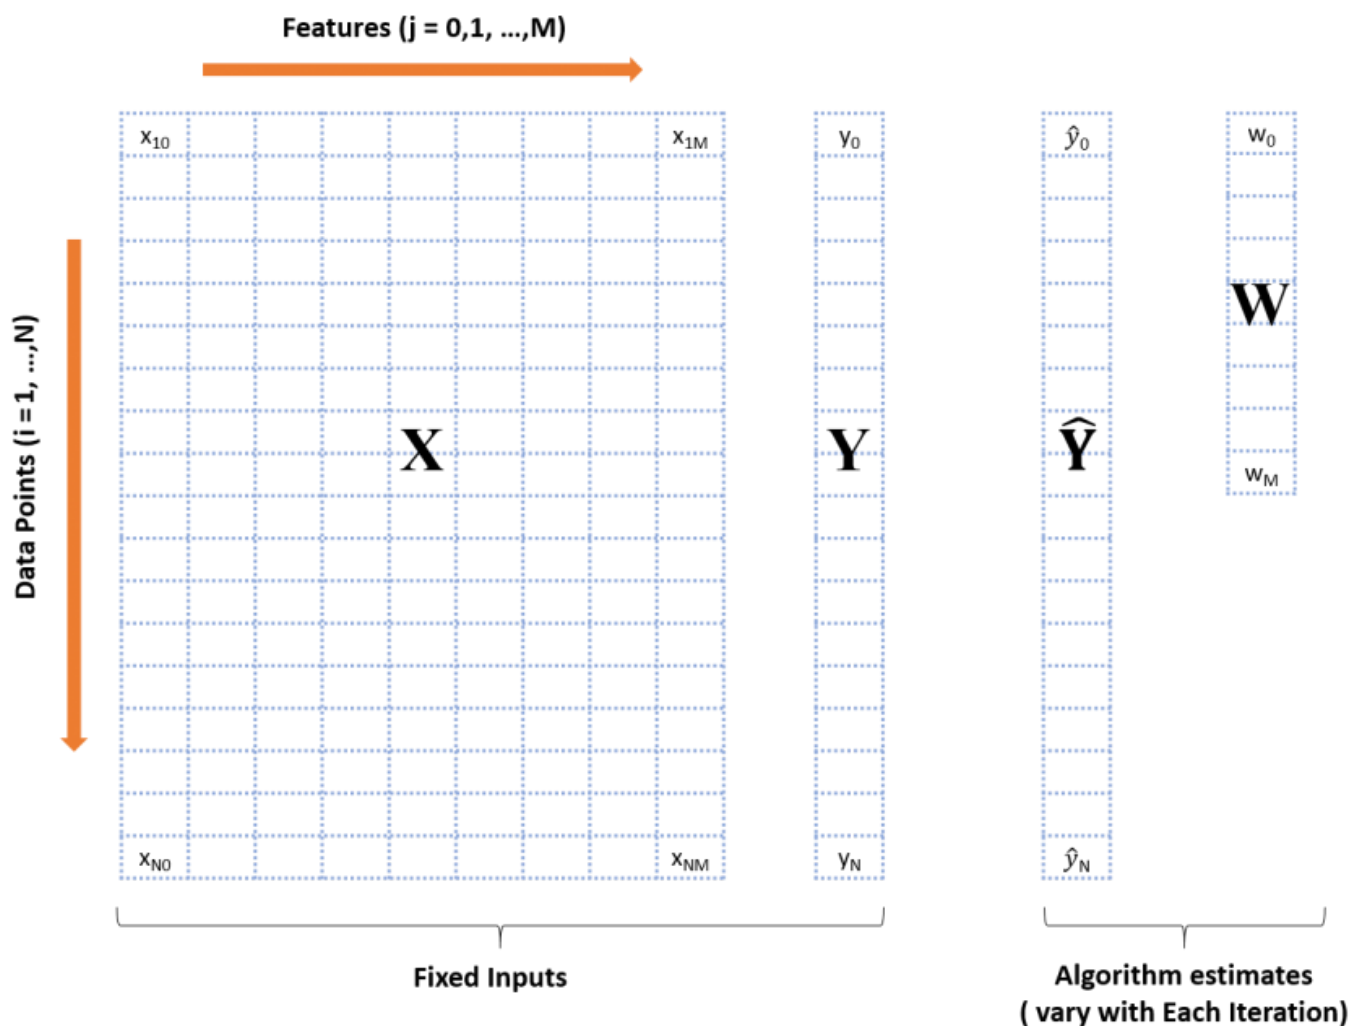 Features (j = 0,1, ...,M)
x₁₀ x₁M y₀ ŷ₀ w₀
Data Points (i = 1, ...,N)
W
X Y Ŷ
wM
xN₀ xNM yN ŷN
Fixed Inputs
Algorithm estimates
( vary with Each Iteration)